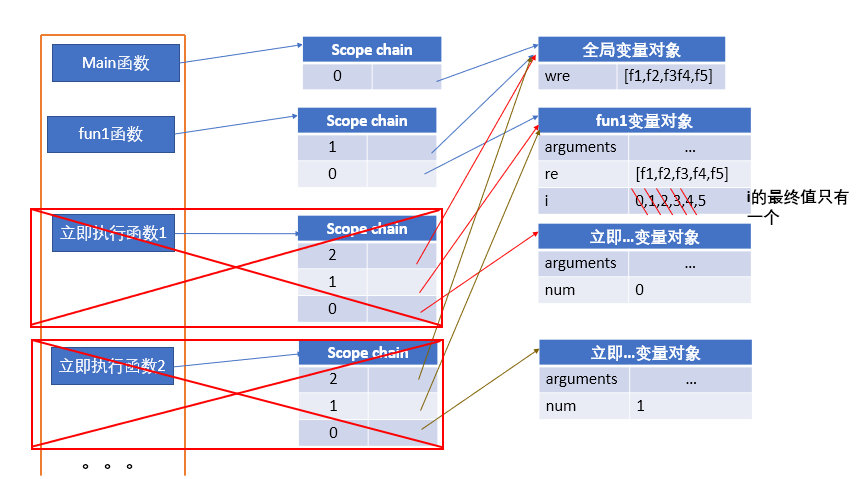 Main函数
Scope chain
0
全局变量对象
wre [f1,f2,f3f4,f5]
fun1函数
Scope chain
1
0
fun1变量对象
arguments ...
re [f1,f2,f3,f4,f5]
i 0,1,2,3,4,5
i的最终值只有
一个
立即执行函数1
Scope chain
2
1
0
立即...变量对象
arguments ...
num 0
立即执行函数2
Scope chain
2
1
0
立即...变量对象
arguments ...
num 1
。。。